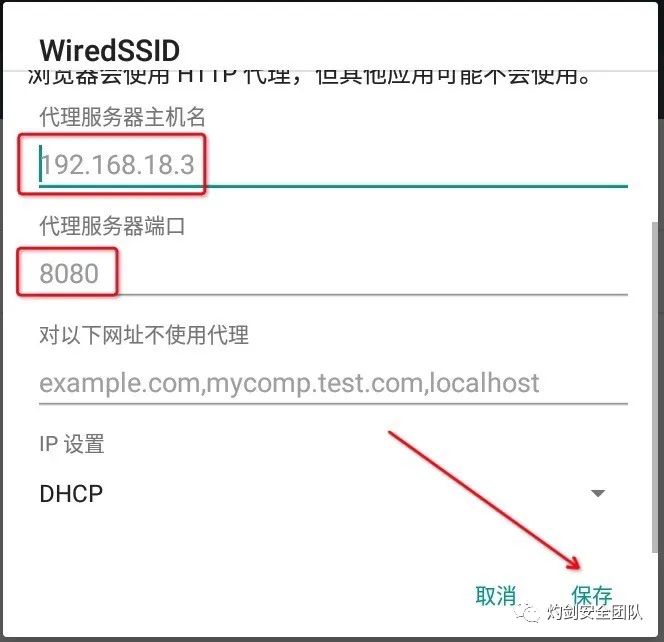 WiredSSID
浏览器会使用 HTTP 代理，但其他应用可能不会使用。
代理服务器主机名
192.168.18.3
代理服务器端口
8080
对以下网址不使用代理
example.com,mycomp.test.com,localhost
IP 设置
DHCP
取消 保存
灼剑安全团队